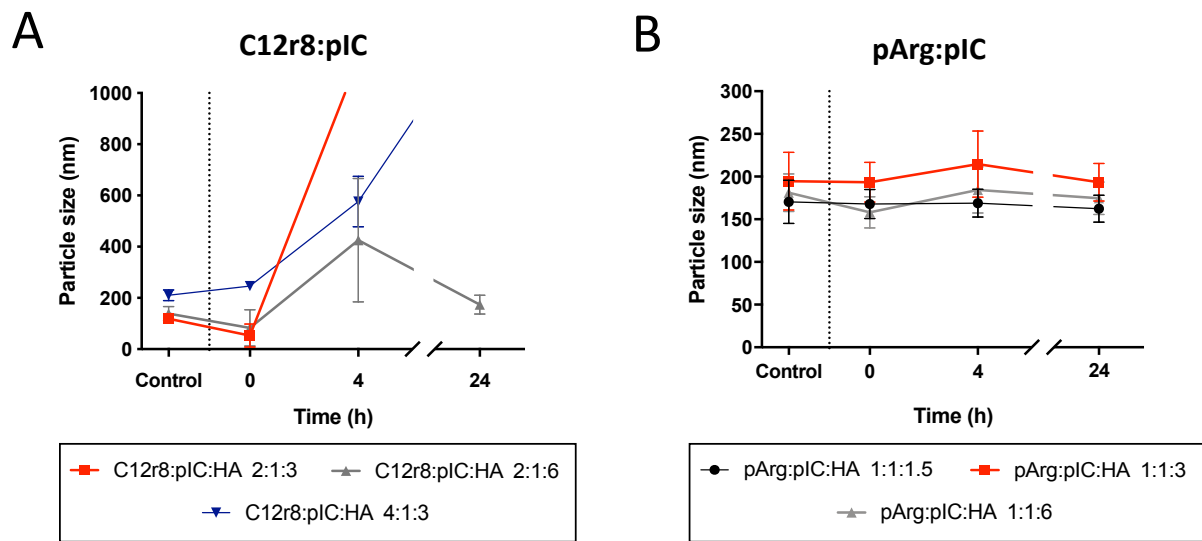 A
C12r8:pIC
Particle size (nm)
1000
800
600
400
200
0
Control
0
4
24
Time (h)
C12r8:pIC:HA 2:1:3
C12r8:pIC:HA 2:1:6
C12r8:pIC:HA 4:1:3
B
pArg:pIC
Particle size (nm)
300
250
200
150
100
50
0
Control
0
4
24
Time (h)
pArg:pIC:HA 1:1:1.5
pArg:pIC:HA 1:1:3
pArg:pIC:HA 1:1:6